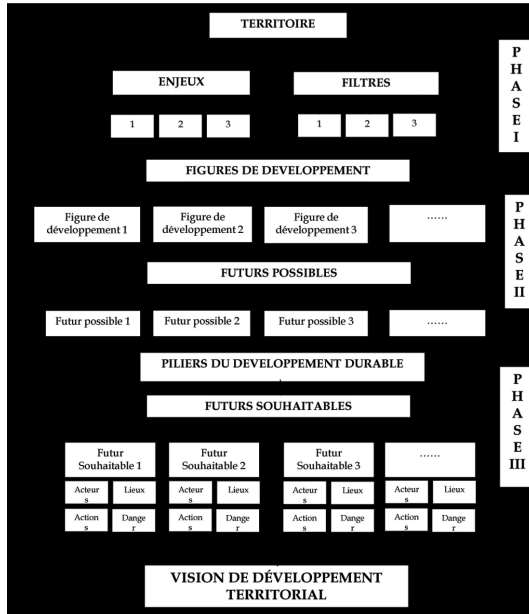 TERRITOIRE
PHASE I
ENJEUX
FILTRES
1 2 3
1 2 3
FIGURES DE DEVELOPPEMENT
PHASE II
Figure de
développement 1
Figure de
développement 2
Figure de
développement 3
......
FUTURS POSSIBLES
Futur possible 1
Futur possible 2
Futur possible 3
......
PILIERS DU DEVELOPPEMENT DURABLE
PHASE III
FUTURS SOUHAITABLES
Futur
Souhaitable 1
Futur
Souhaitable 2
Futur
Souhaitable 3
......
Acteur
s
Lieux
Acteur
s
Lieux
Acteur
s
Lieux
Acteur
s
Lieux
Action
s
Dange
r
Action
s
Dange
r
Action
s
Dange
r
Action
s
Dange
r
VISION DE DÉVELOPPEMENT
TERRITORIAL